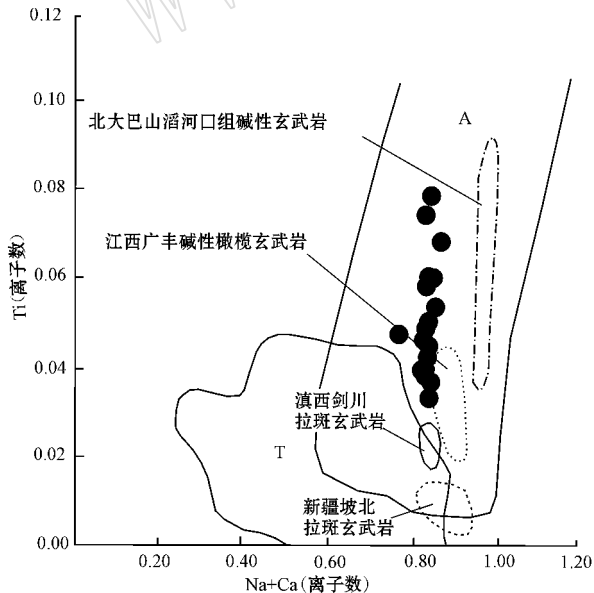 0.12
0.10
0.08
0.06
0.04
0.02
0.00
Ti(离子数)
A
北大巴山滔河口组碱性玄武岩
江西广丰碱性橄榄玄武岩
滇西剑川
拉斑玄武岩
T
新疆坡北
拉斑玄武岩
0.20
0.40
0.60
0.80
1.00
1.20
Na+Ca(离子数)